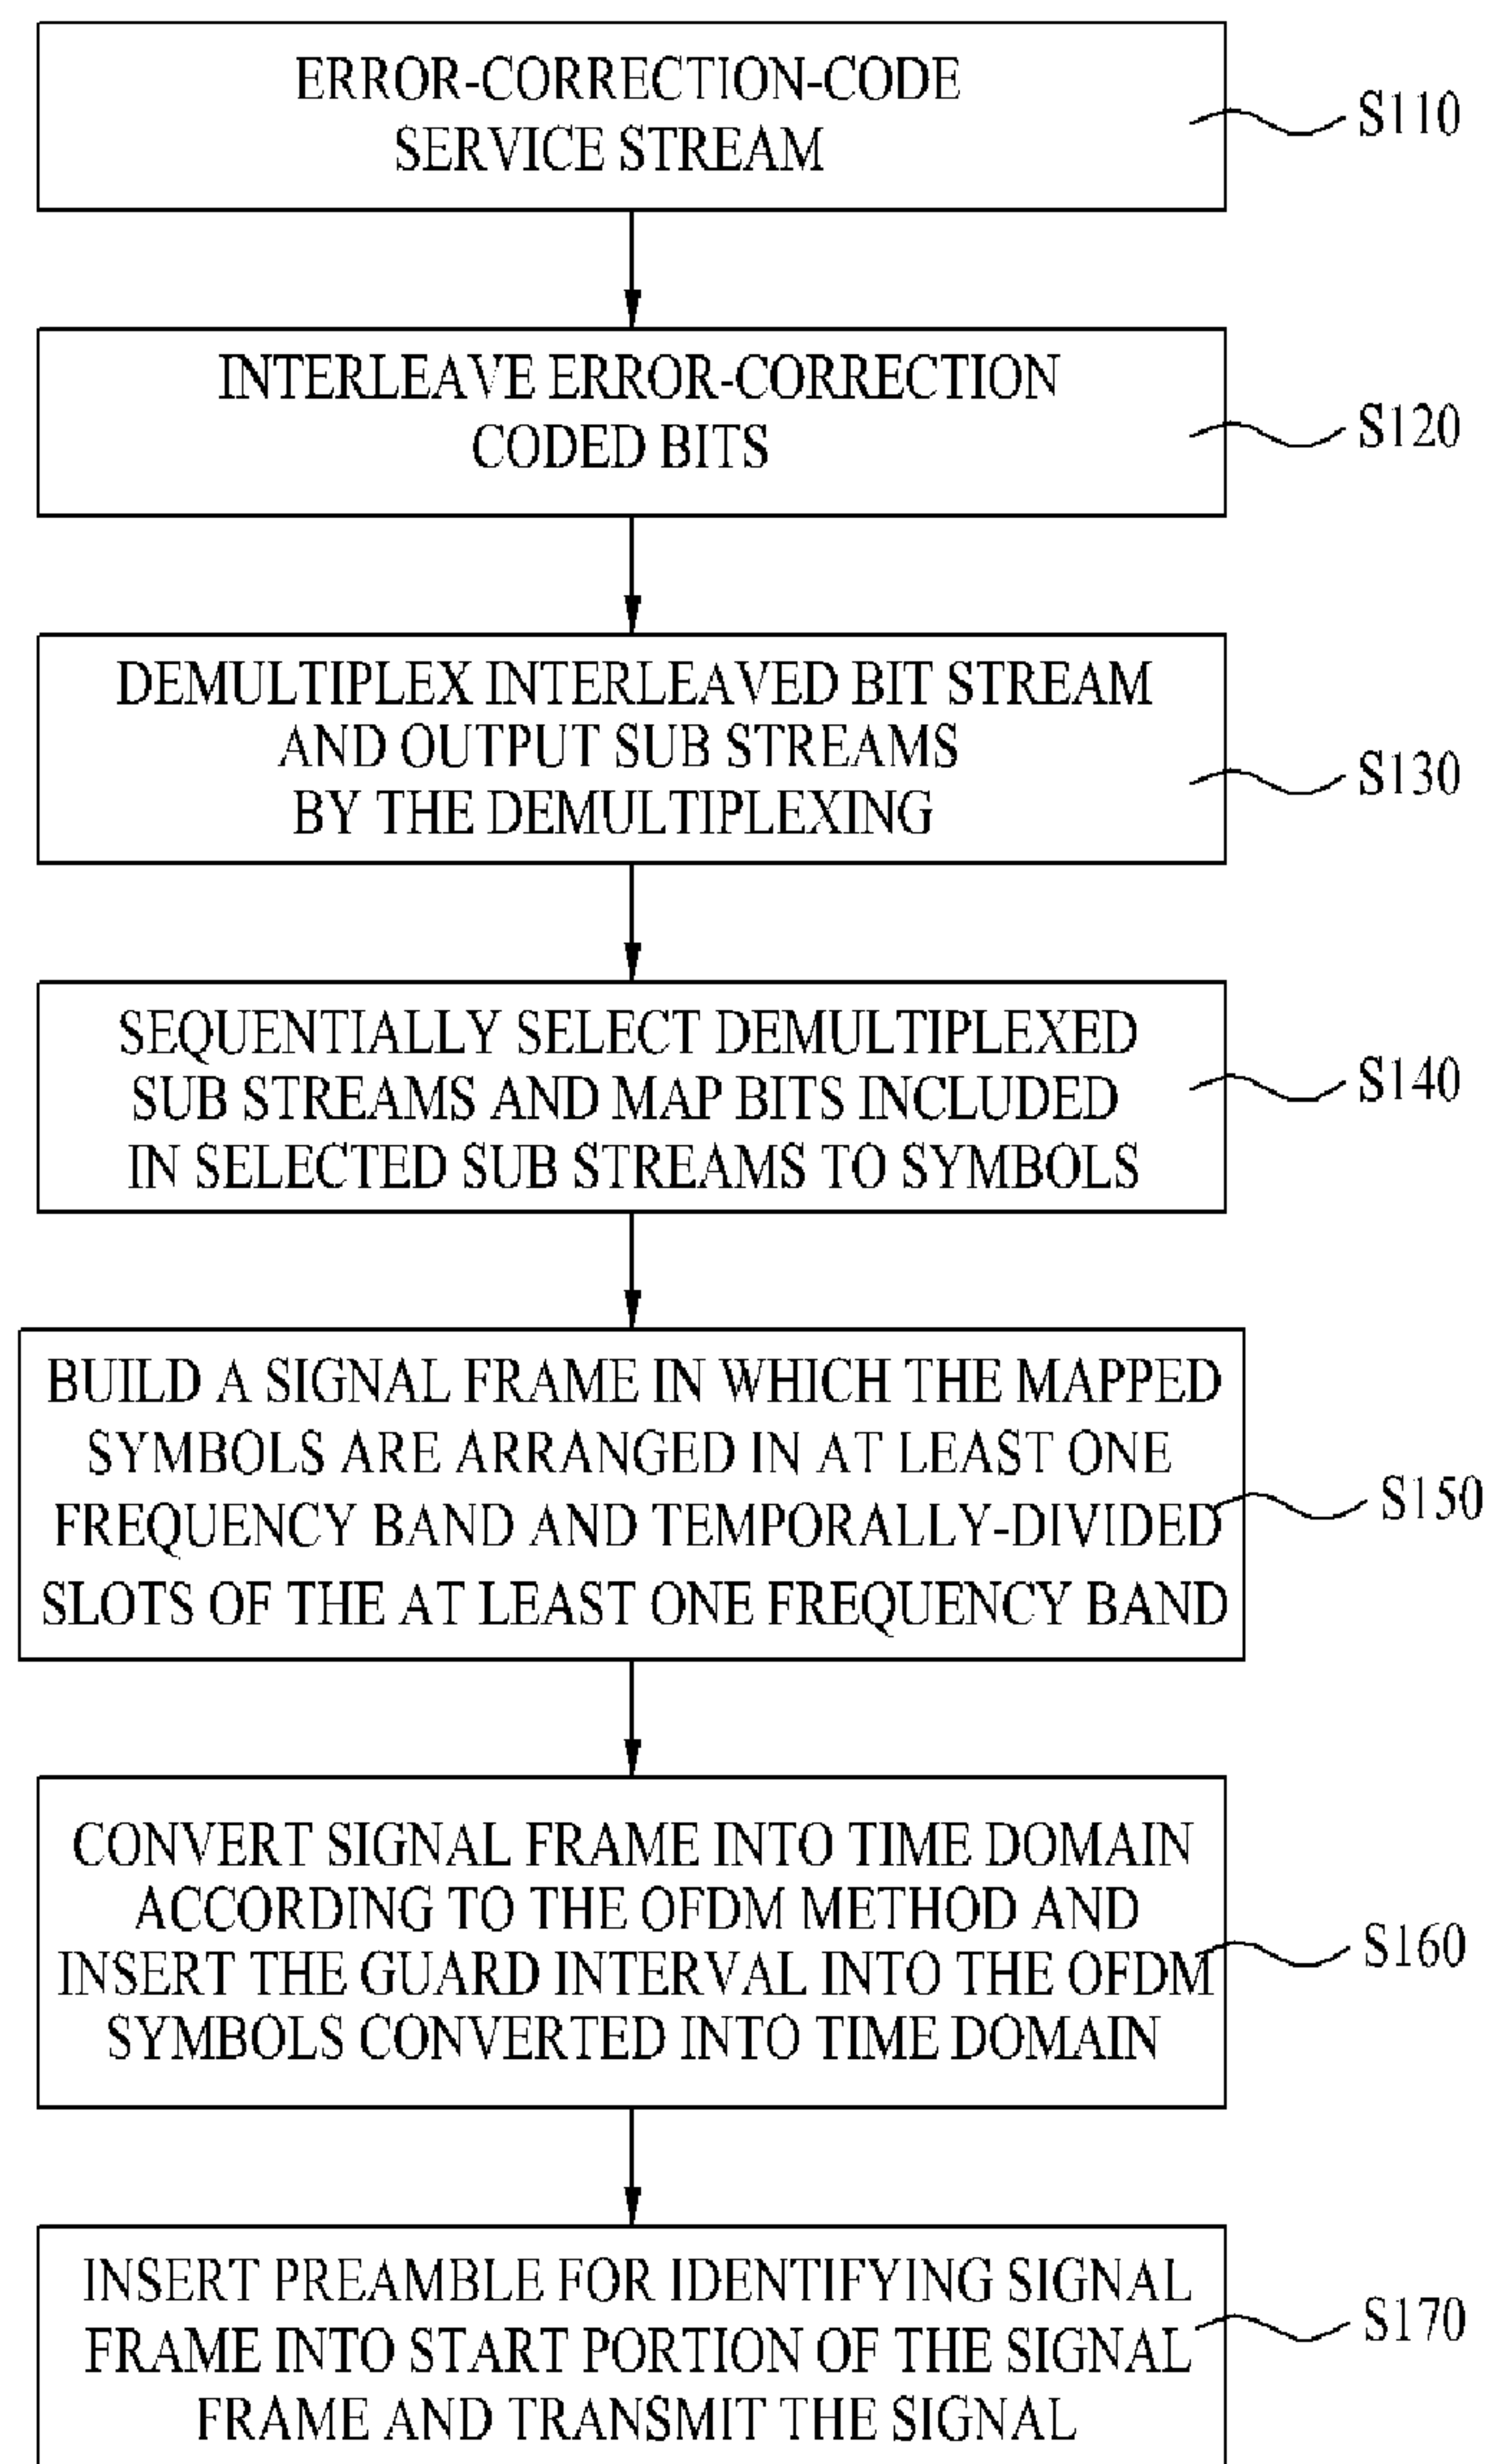 ERROR-CORRECTION-CODE
SERVICE STREAM
S110
INTERLEAVE ERROR-CORRECTION
CODED BITS
S120
DEMULTIPLEX INTERLEAVED BIT STREAM
AND OUTPUT SUB STREAMS
BY THE DEMULTIPLEXING
S130
SEQUENTIALLY SELECT DEMULTIPLEXED
SUB STREAMS AND MAP BITS INCLUDED
IN SELECTED SUB STREAMS TO SYMBOLS
S140
BUILD A SIGNAL FRAME IN WHICH THE MAPPED
SYMBOLS ARE ARRANGED IN AT LEAST ONE
FREQUENCY BAND AND TEMPORALLY-DIVIDED
SLOTS OF THE AT LEAST ONE FREQUENCY BAND
S150
CONVERT SIGNAL FRAME INTO TIME DOMAIN
ACCORDING TO THE OFDM METHOD AND
INSERT THE GUARD INTERVAL INTO THE OFDM
SYMBOLS CONVERTED INTO TIME DOMAIN
S160
INSERT PREAMBLE FOR IDENTIFYING SIGNAL
FRAME INTO START PORTION OF THE SIGNAL
FRAME AND TRANSMIT THE SIGNAL
S170